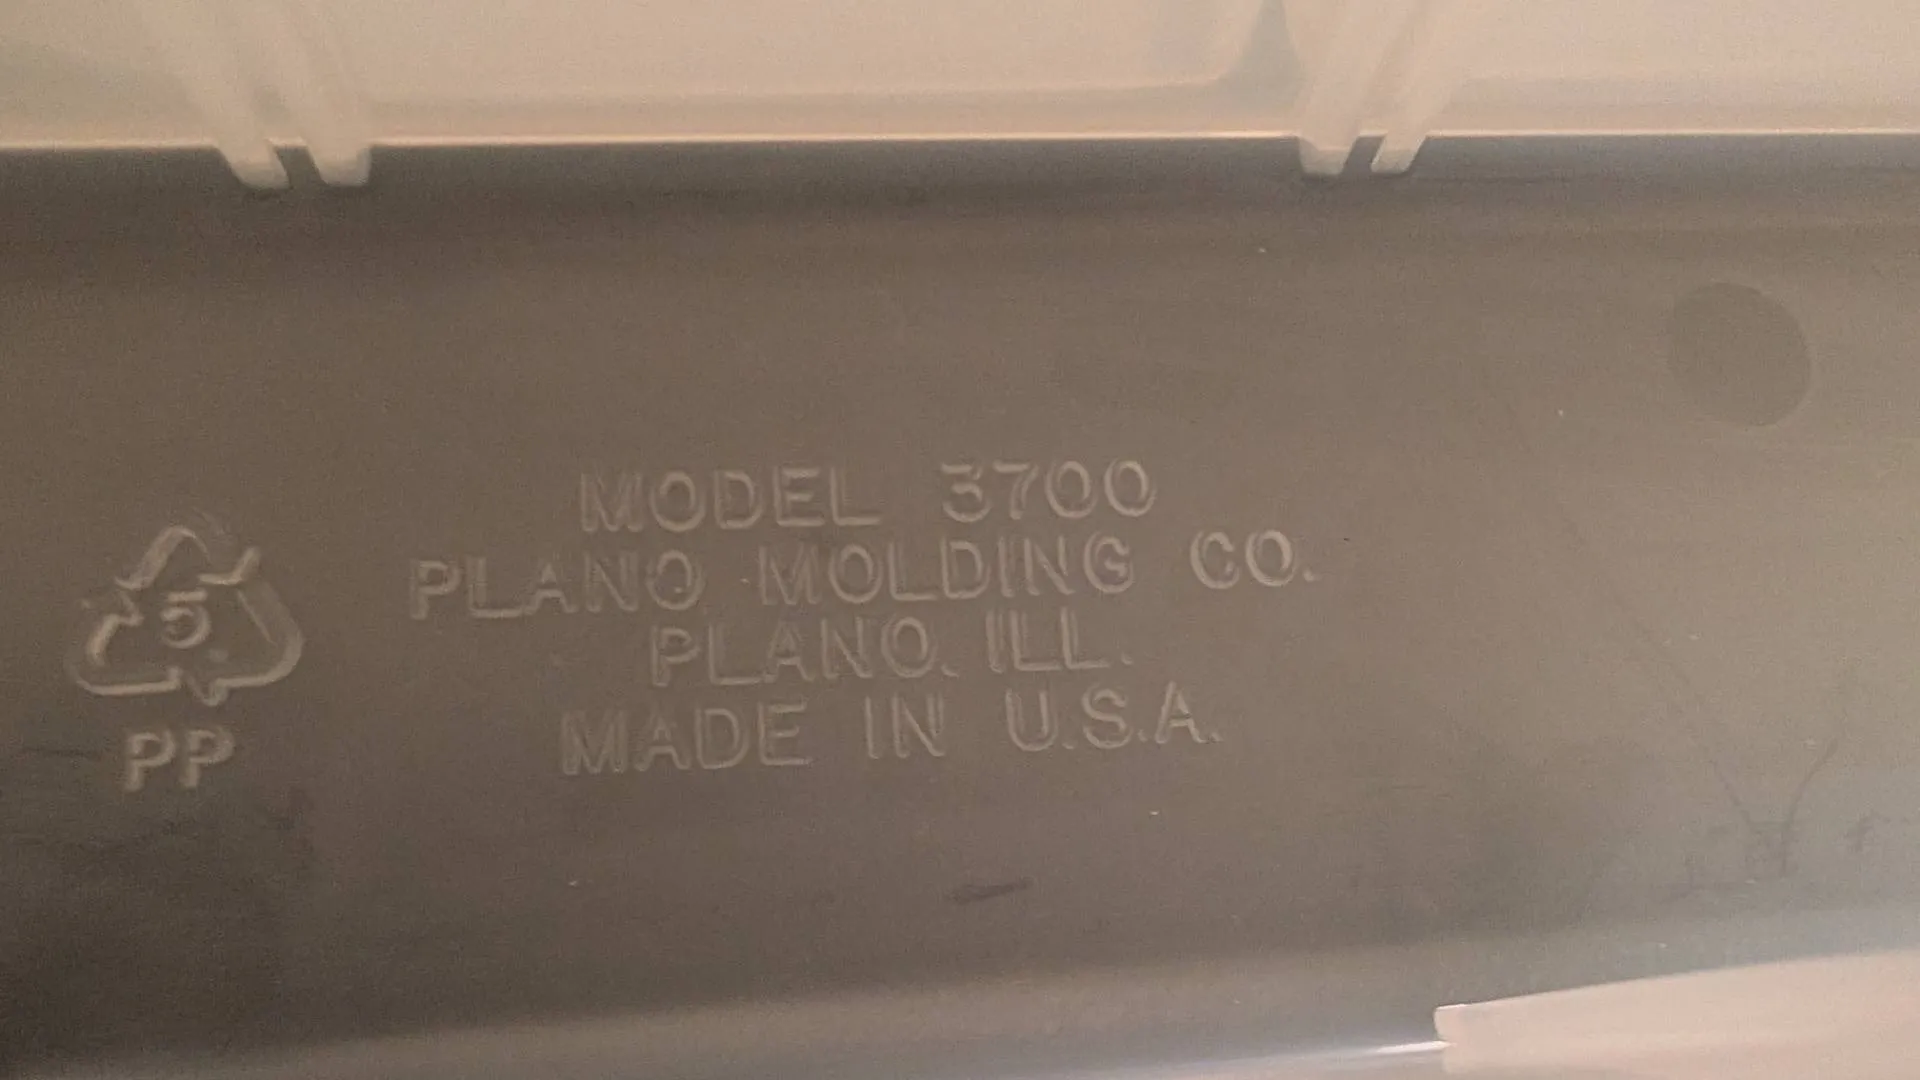 MODEL 3700
PLANO MOLDING CO.
PLANO, ILL.
MADE IN U.S.A.
5
PP